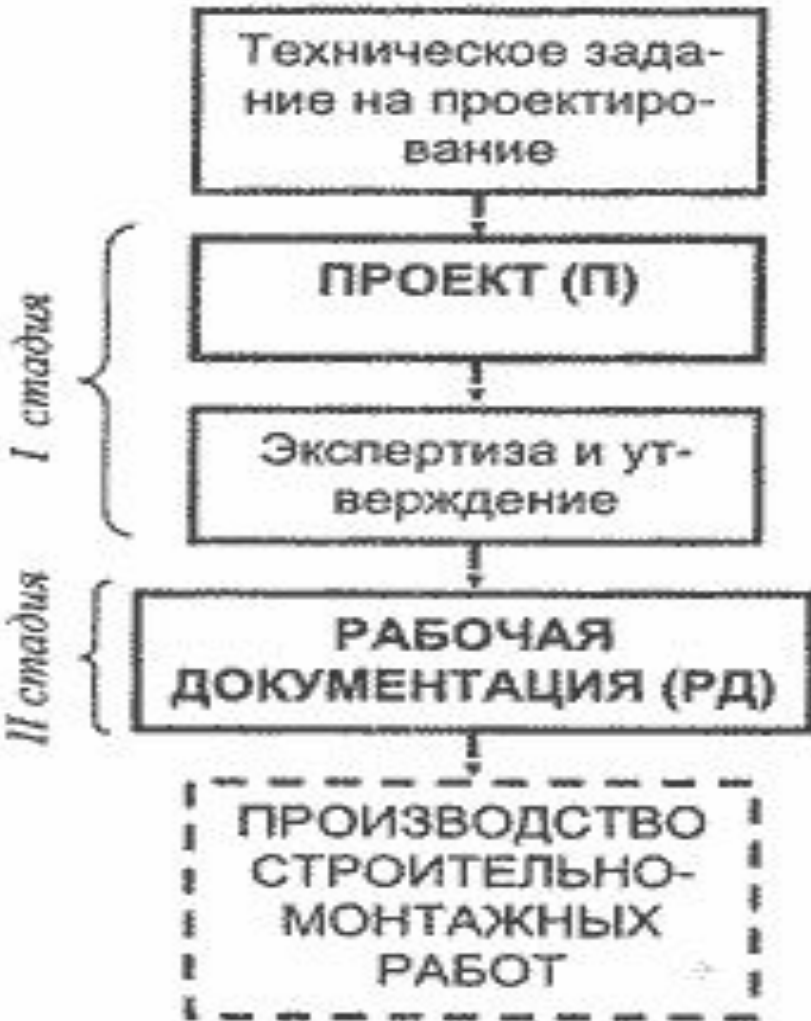 Техническое зада-
ние на проектиро-
вание
I стадия
ПРОЕКТ (П)
Экспертиза и ут-
верждение
II стадия
РАБОЧАЯ
ДОКУМЕНТАЦИЯ (РД)
ПРОИЗВОДСТВО
СТРОИТЕЛЬНО-
МОНТАЖНЫХ
РАБОТ